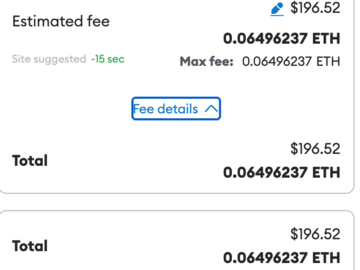 $196.52
Estimated fee
0.06496237 ETH
Site suggested -15 sec
Max fee: 0.06496237 ETH
Fee details
$196.52
Total
0.06496237 ETH
$196.52
Total
0.06496237 ETH